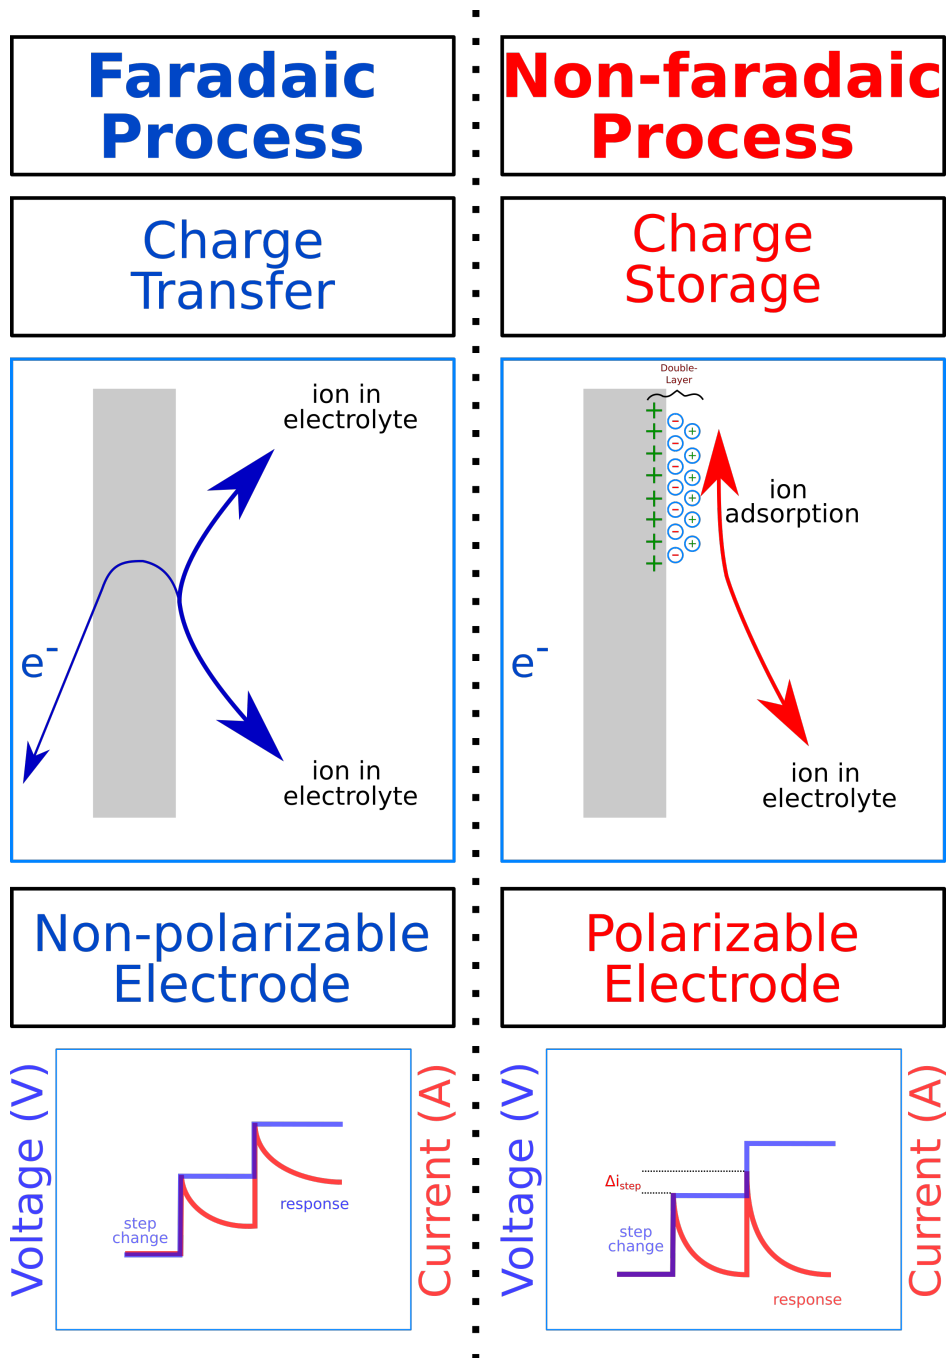 Faradaic
Process
Charge
Transfer
ion in
electrolyte
e-
ion in
electrolyte
Non-polarizable
Electrode
Voltage (V)
step
change
response
Current (A)
Non-faradaic
Process
Charge
Storage
Double-
Layer
+
+
+
+
+
+
+
+
−
−
−
−
−
−
−
+
+
+
+
+
+
ion
adsorption
e-
ion in
electrolyte
Polarizable
Electrode
Voltage (V)
Δistep
step
change
response
Current (A)